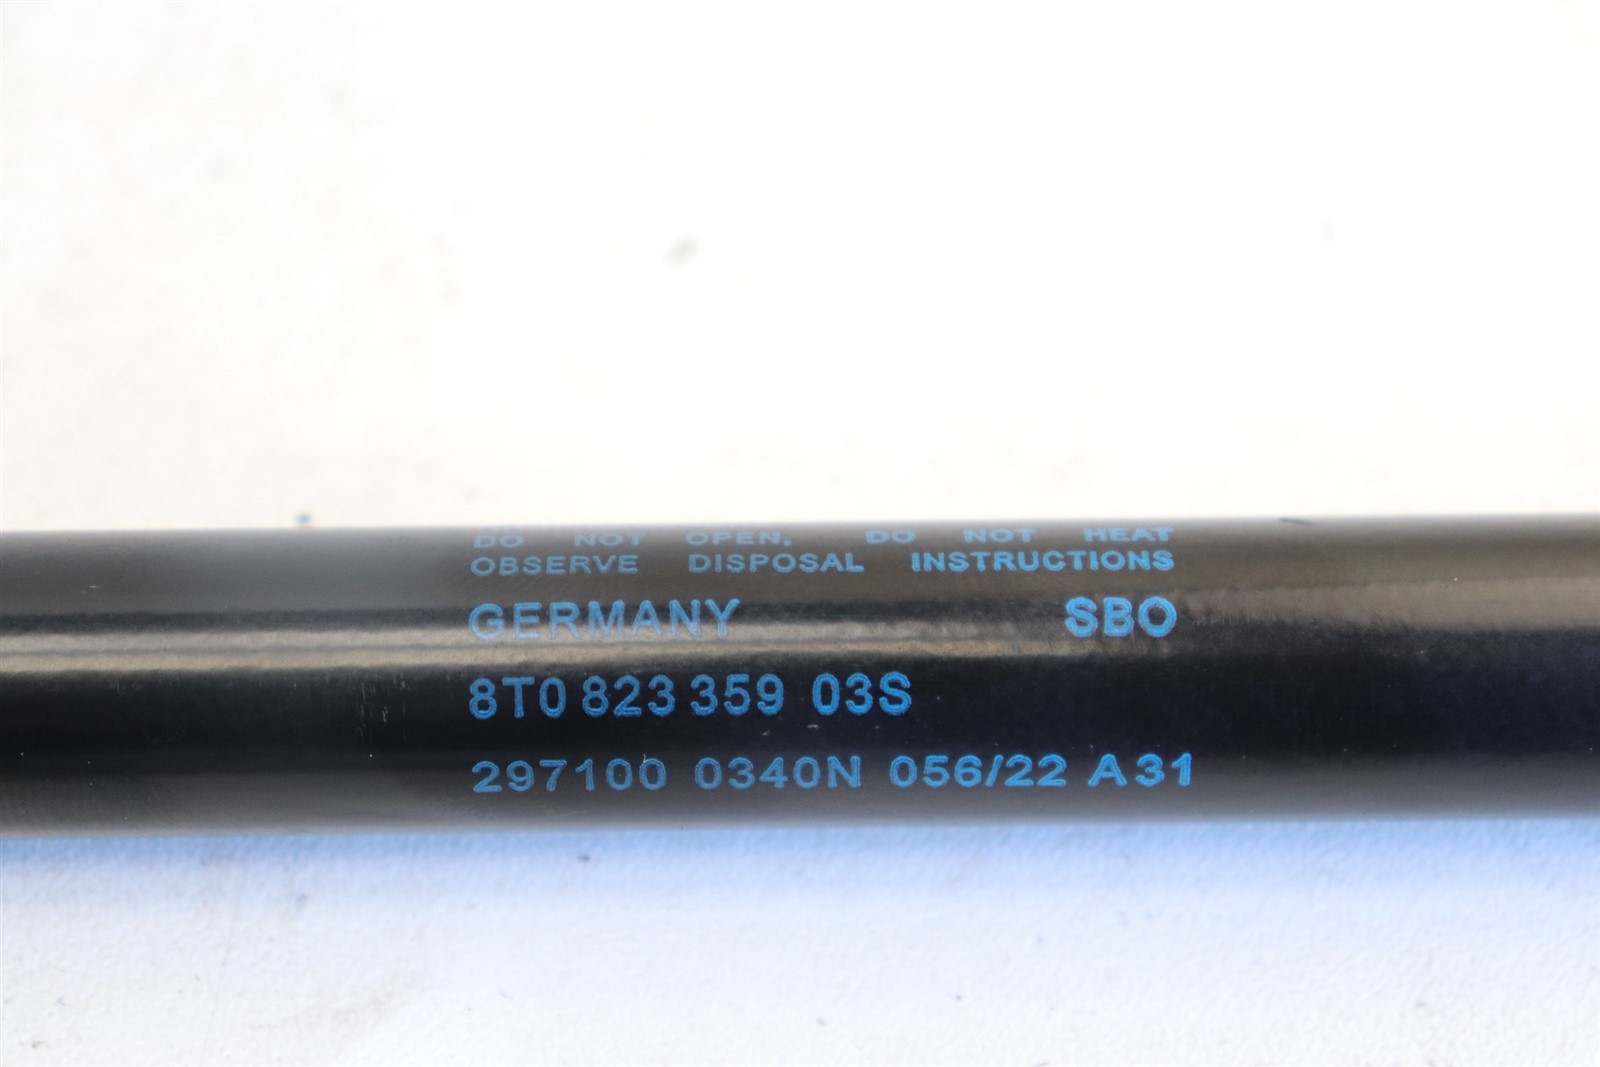 DO NOT OPEN, DO NOT HEAT
OBSERVE DISPOSAL INSTRUCTIONS
GERMANY SBO
8T0 823 359 03S
297100 0340N 056/22 A31